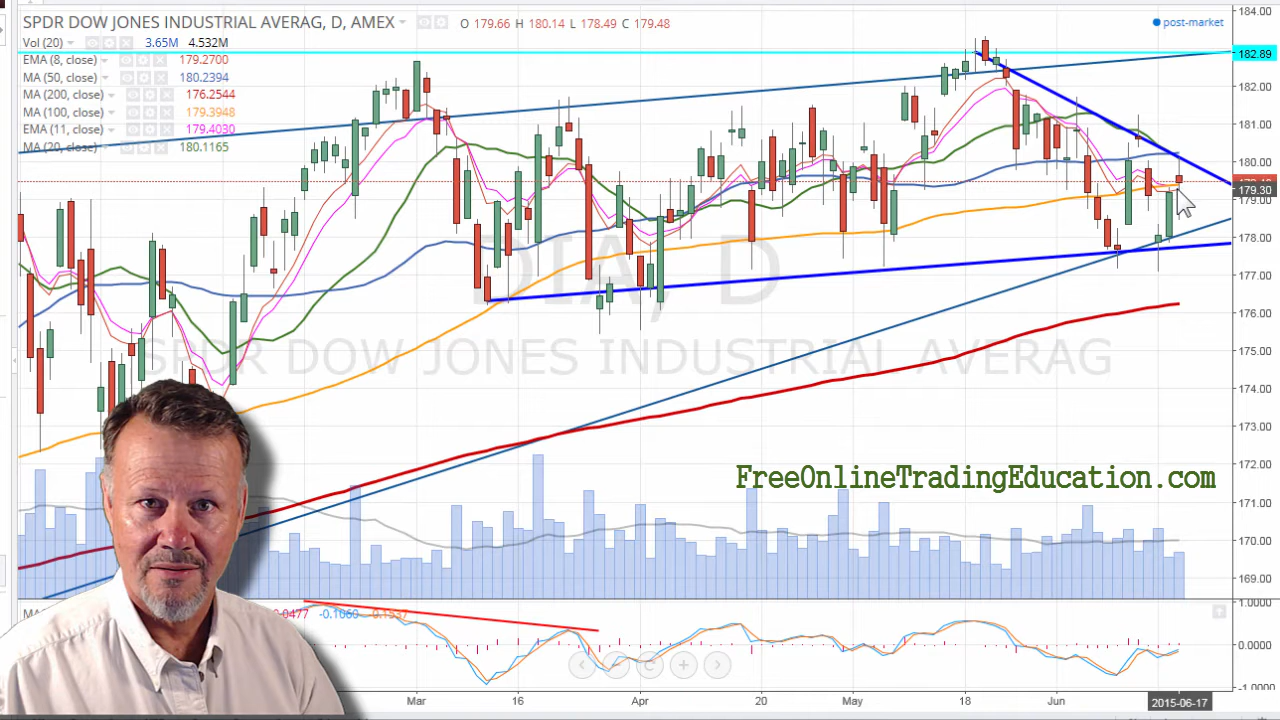 SPDR DOW JONES INDUSTRIAL AVERAG, D, AMEX O 179.66 H 180.14 L 178.49 C 179.48
post-market
Vol (20) 3.65M 4.532M
EMA (8, close) 179.2700
MA (50, close) 180.2394
MA (200, close) 176.2544
MA (100, close) 179.3948
EMA (11, close) 179.4030
MA (20, close) 180.1165
184.00
182.89
182.00
181.00
180.00
179.30
179.00
178.00
177.00
176.00
175.00
174.00
173.00
172.00
171.00
170.00
169.00
DIA, D
SPDR DOW JONES INDUSTRIAL AVERAG
FreeOnlineTradingEducation.com
.0477 -0.1060 -0.1537
1.0000
0.0000
-1.0000
Mar 16 Apr 20 May 18 Jun 2015-06-17